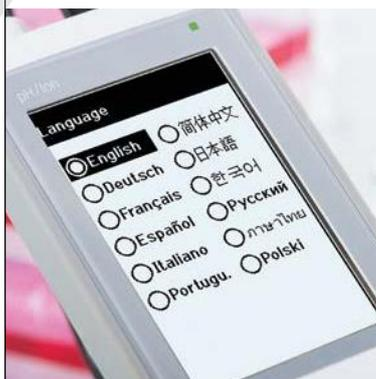 pH/Ion
Language
English
Deutsch
Français
Español
Italiano
Portugu.
简体中文
日本語
한국어
Русский
ภาษาไทย
Polski